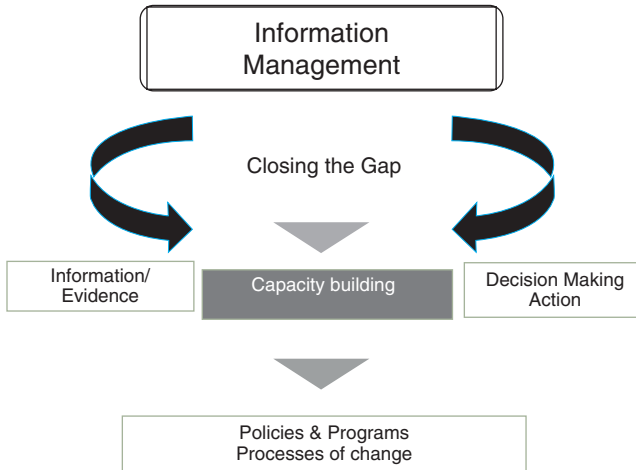 Information
Management
Closing the Gap
Information/
Evidence
Capacity building
Decision Making
Action
Policies & Programs
Processes of change